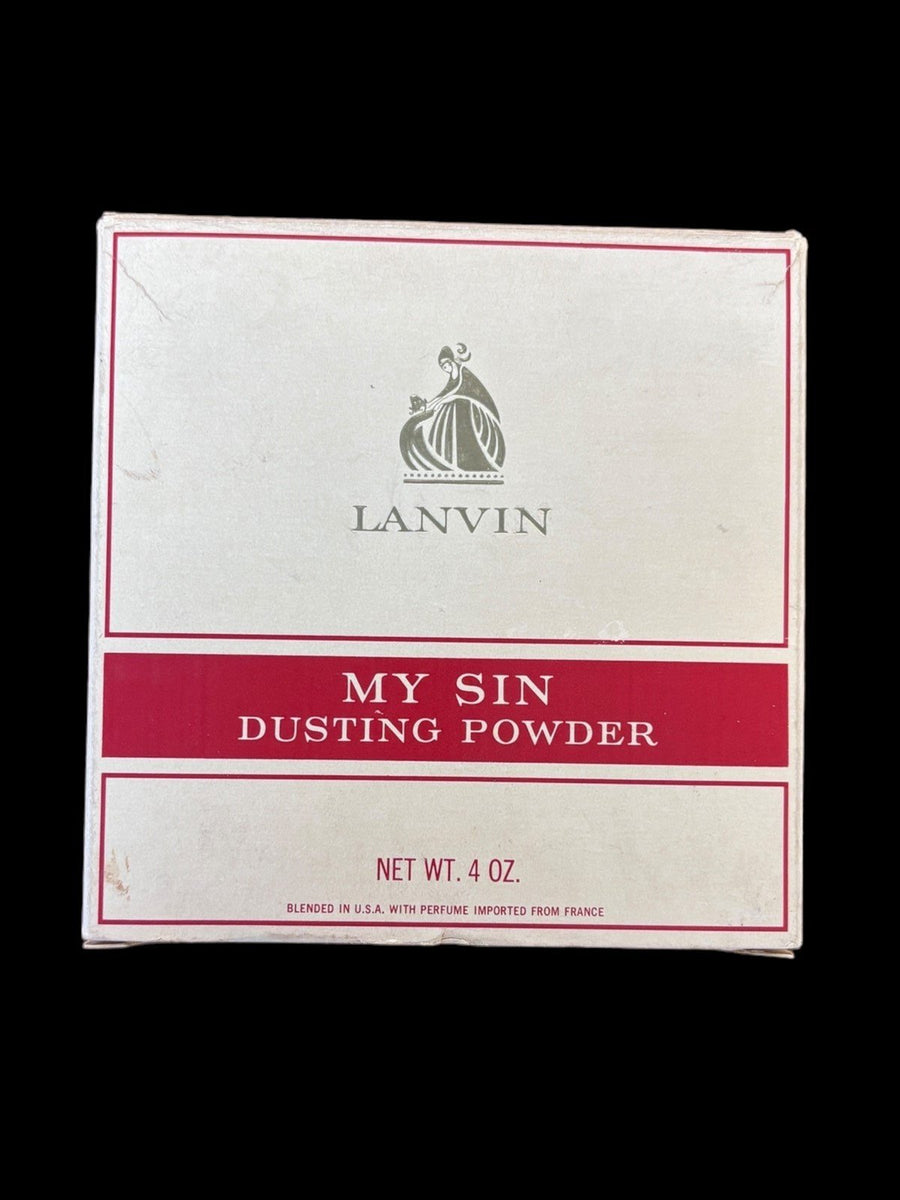 LANVIN
MY SIN
DUSTING POWDER
NET WT. 4 OZ.
BLENDED IN U.S.A. WITH PERFUME IMPORTED FROM FRANCE